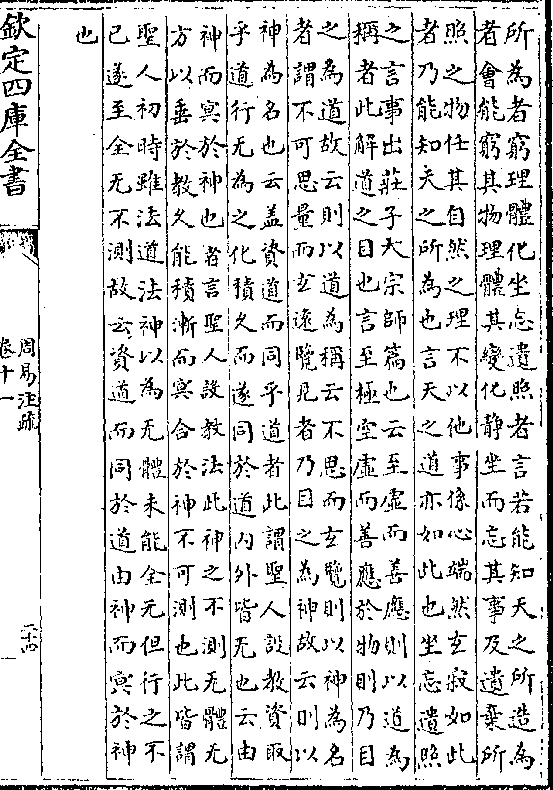 所為者窮理體化坐忘遺照者言若能知天之所造為
者會能窮其物理體其變化靜坐而忘其事及遺棄所
照之物任其自然之理不以他事係心端然玄寂如此
者乃能知天之所為也言天之道亦如此也坐忘遺照
之言事出莊子大宗師篇也云至虛而善應則以道為
稱者此解道之目也言至極空虛而善應於物則乃目
之為道故云則以道為稱云不思而玄覽則以神為名
者謂不可思量而玄遠覽見者乃目之為神故云則以
神為名也云盖資道而同乎道者此謂聖人設教資取
乎道行无為之化積久而遂同於道內外皆无也云由
神而冥於神也者言聖人設教法此神之不測无體无
方以垂於教久能積漸而冥合於神不可測也此皆謂
聖人初時雖法道法神以為无體未能全无但行之不
已遂至全无不測故云資道而同於道由神而冥於神
也
欽定四庫全書
周易注疏
卷十一
二十四